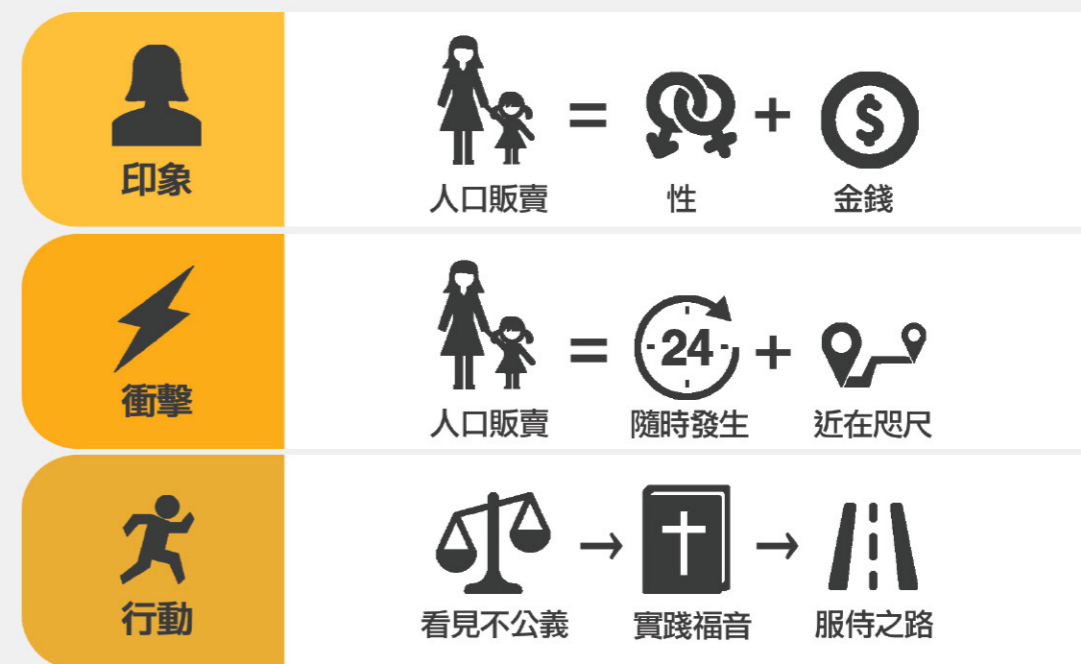 印象
人口販賣 = 性 + 金錢
$
衝擊
人口販賣 = 隨時發生 + 近在咫尺
24
行動
看見不公義 → 實踐福音 → 服侍之路